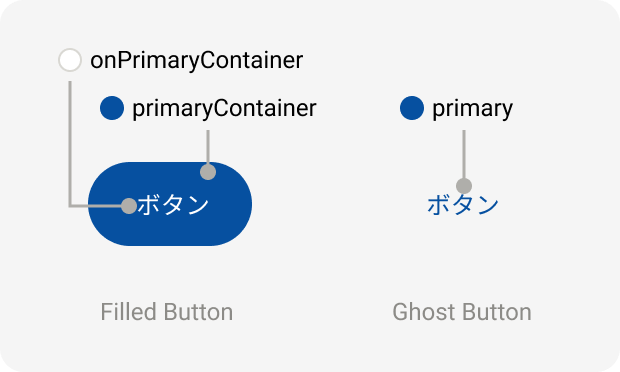 onPrimaryContainer
primaryContainer
primary
ボタン
ボタン
Filled Button
Ghost Button